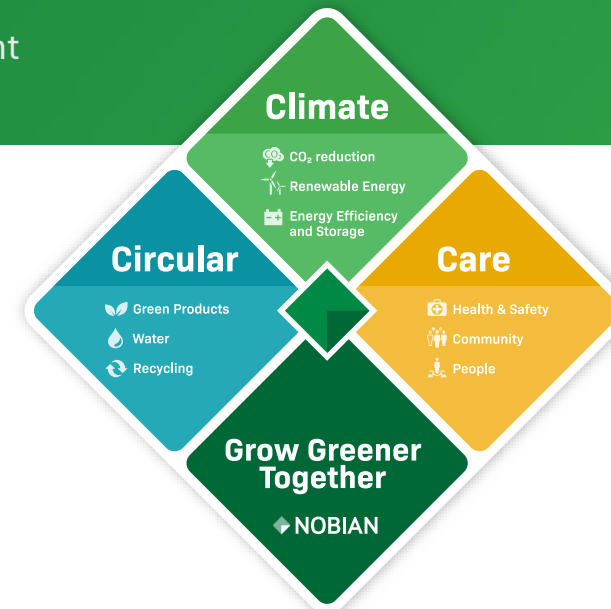 nt
Climate
CO₂ reduction
Renewable Energy
Energy Efficiency
and Storage
Circular
Green Products
Water
Recycling
Care
Health & Safety
Community
People
Grow Greener
Together
NOBIAN